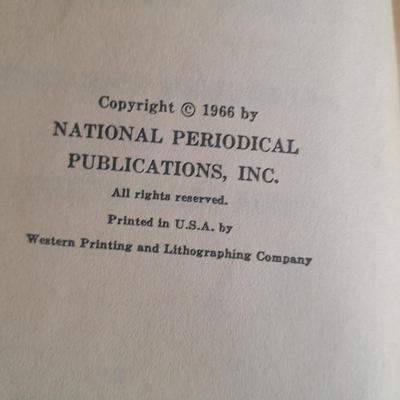 Copyright © 1966 by
NATIONAL PERIODICAL
PUBLICATIONS, INC.
All rights reserved.
Printed in U.S.A. by
Western Printing and Lithographing Company